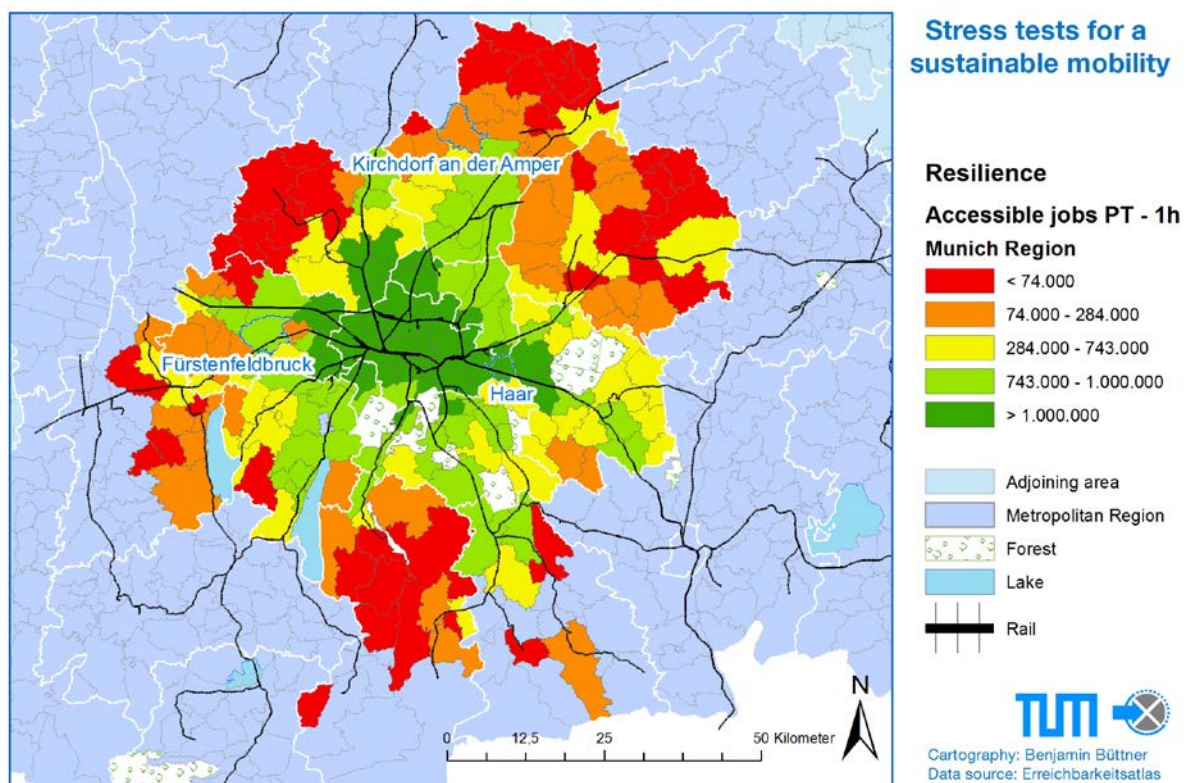 Stress tests for a
sustainable mobility
Kirchdorf an der Amper
Fürstenfeldbruck
Haar
Resilience
Accessible jobs PT - 1h
Munich Region
< 74.000
74.000 - 284.000
284.000 - 743.000
743.000 - 1.000.000
> 1.000.000
Adjoining area
Metropolitan Region
Forest
Lake
Rail
N
0 12,5 25 50 Kilometer
TUM
Cartography: Benjamin Büttner
Data source: Erreichbarkeitsatlas